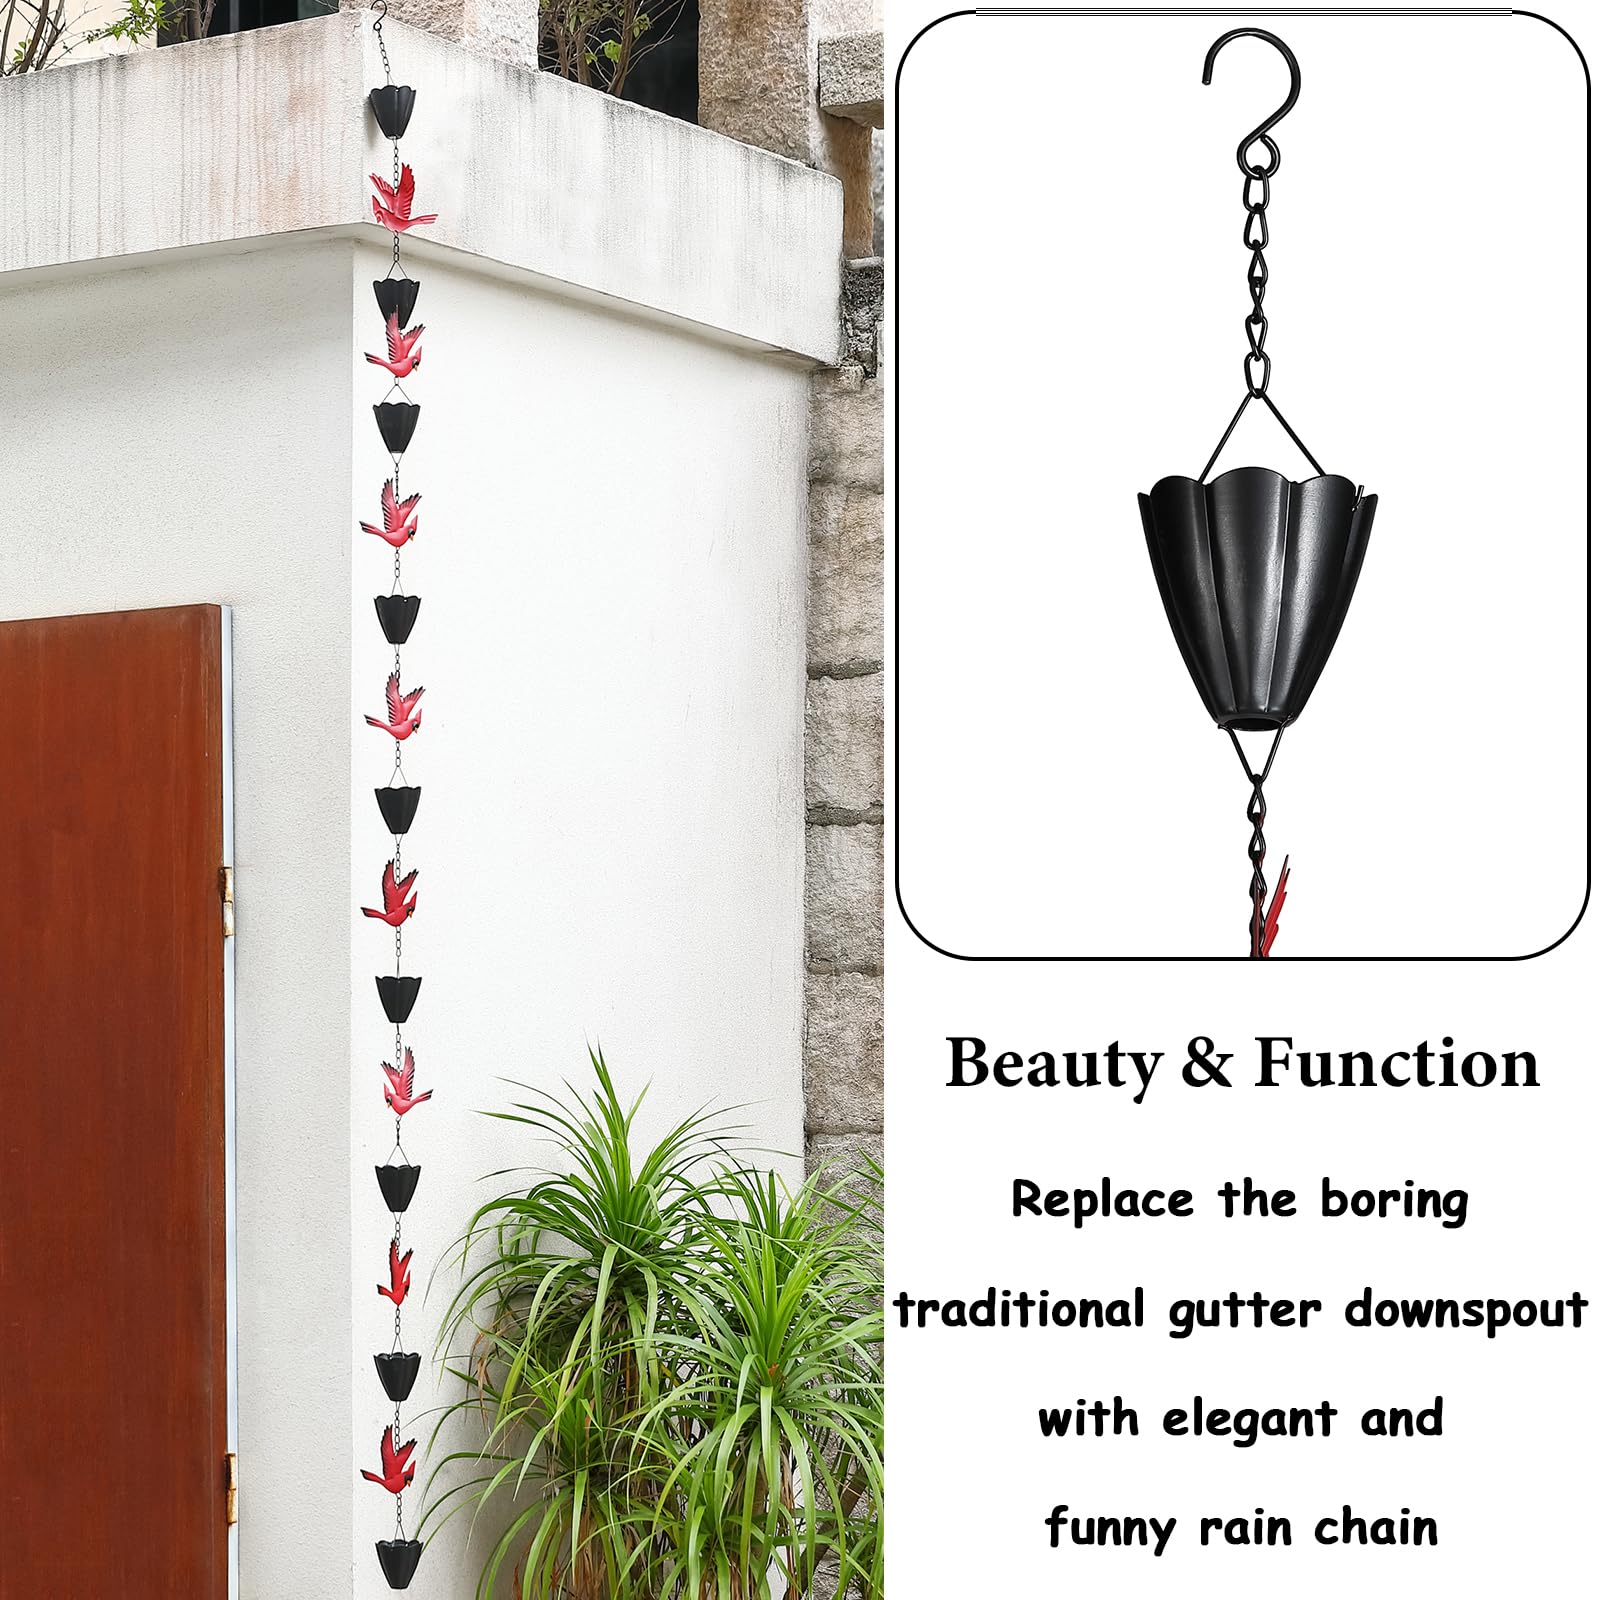 Beauty & Function
Replace the boring
traditional gutter downspout
with elegant and
funny rain chain